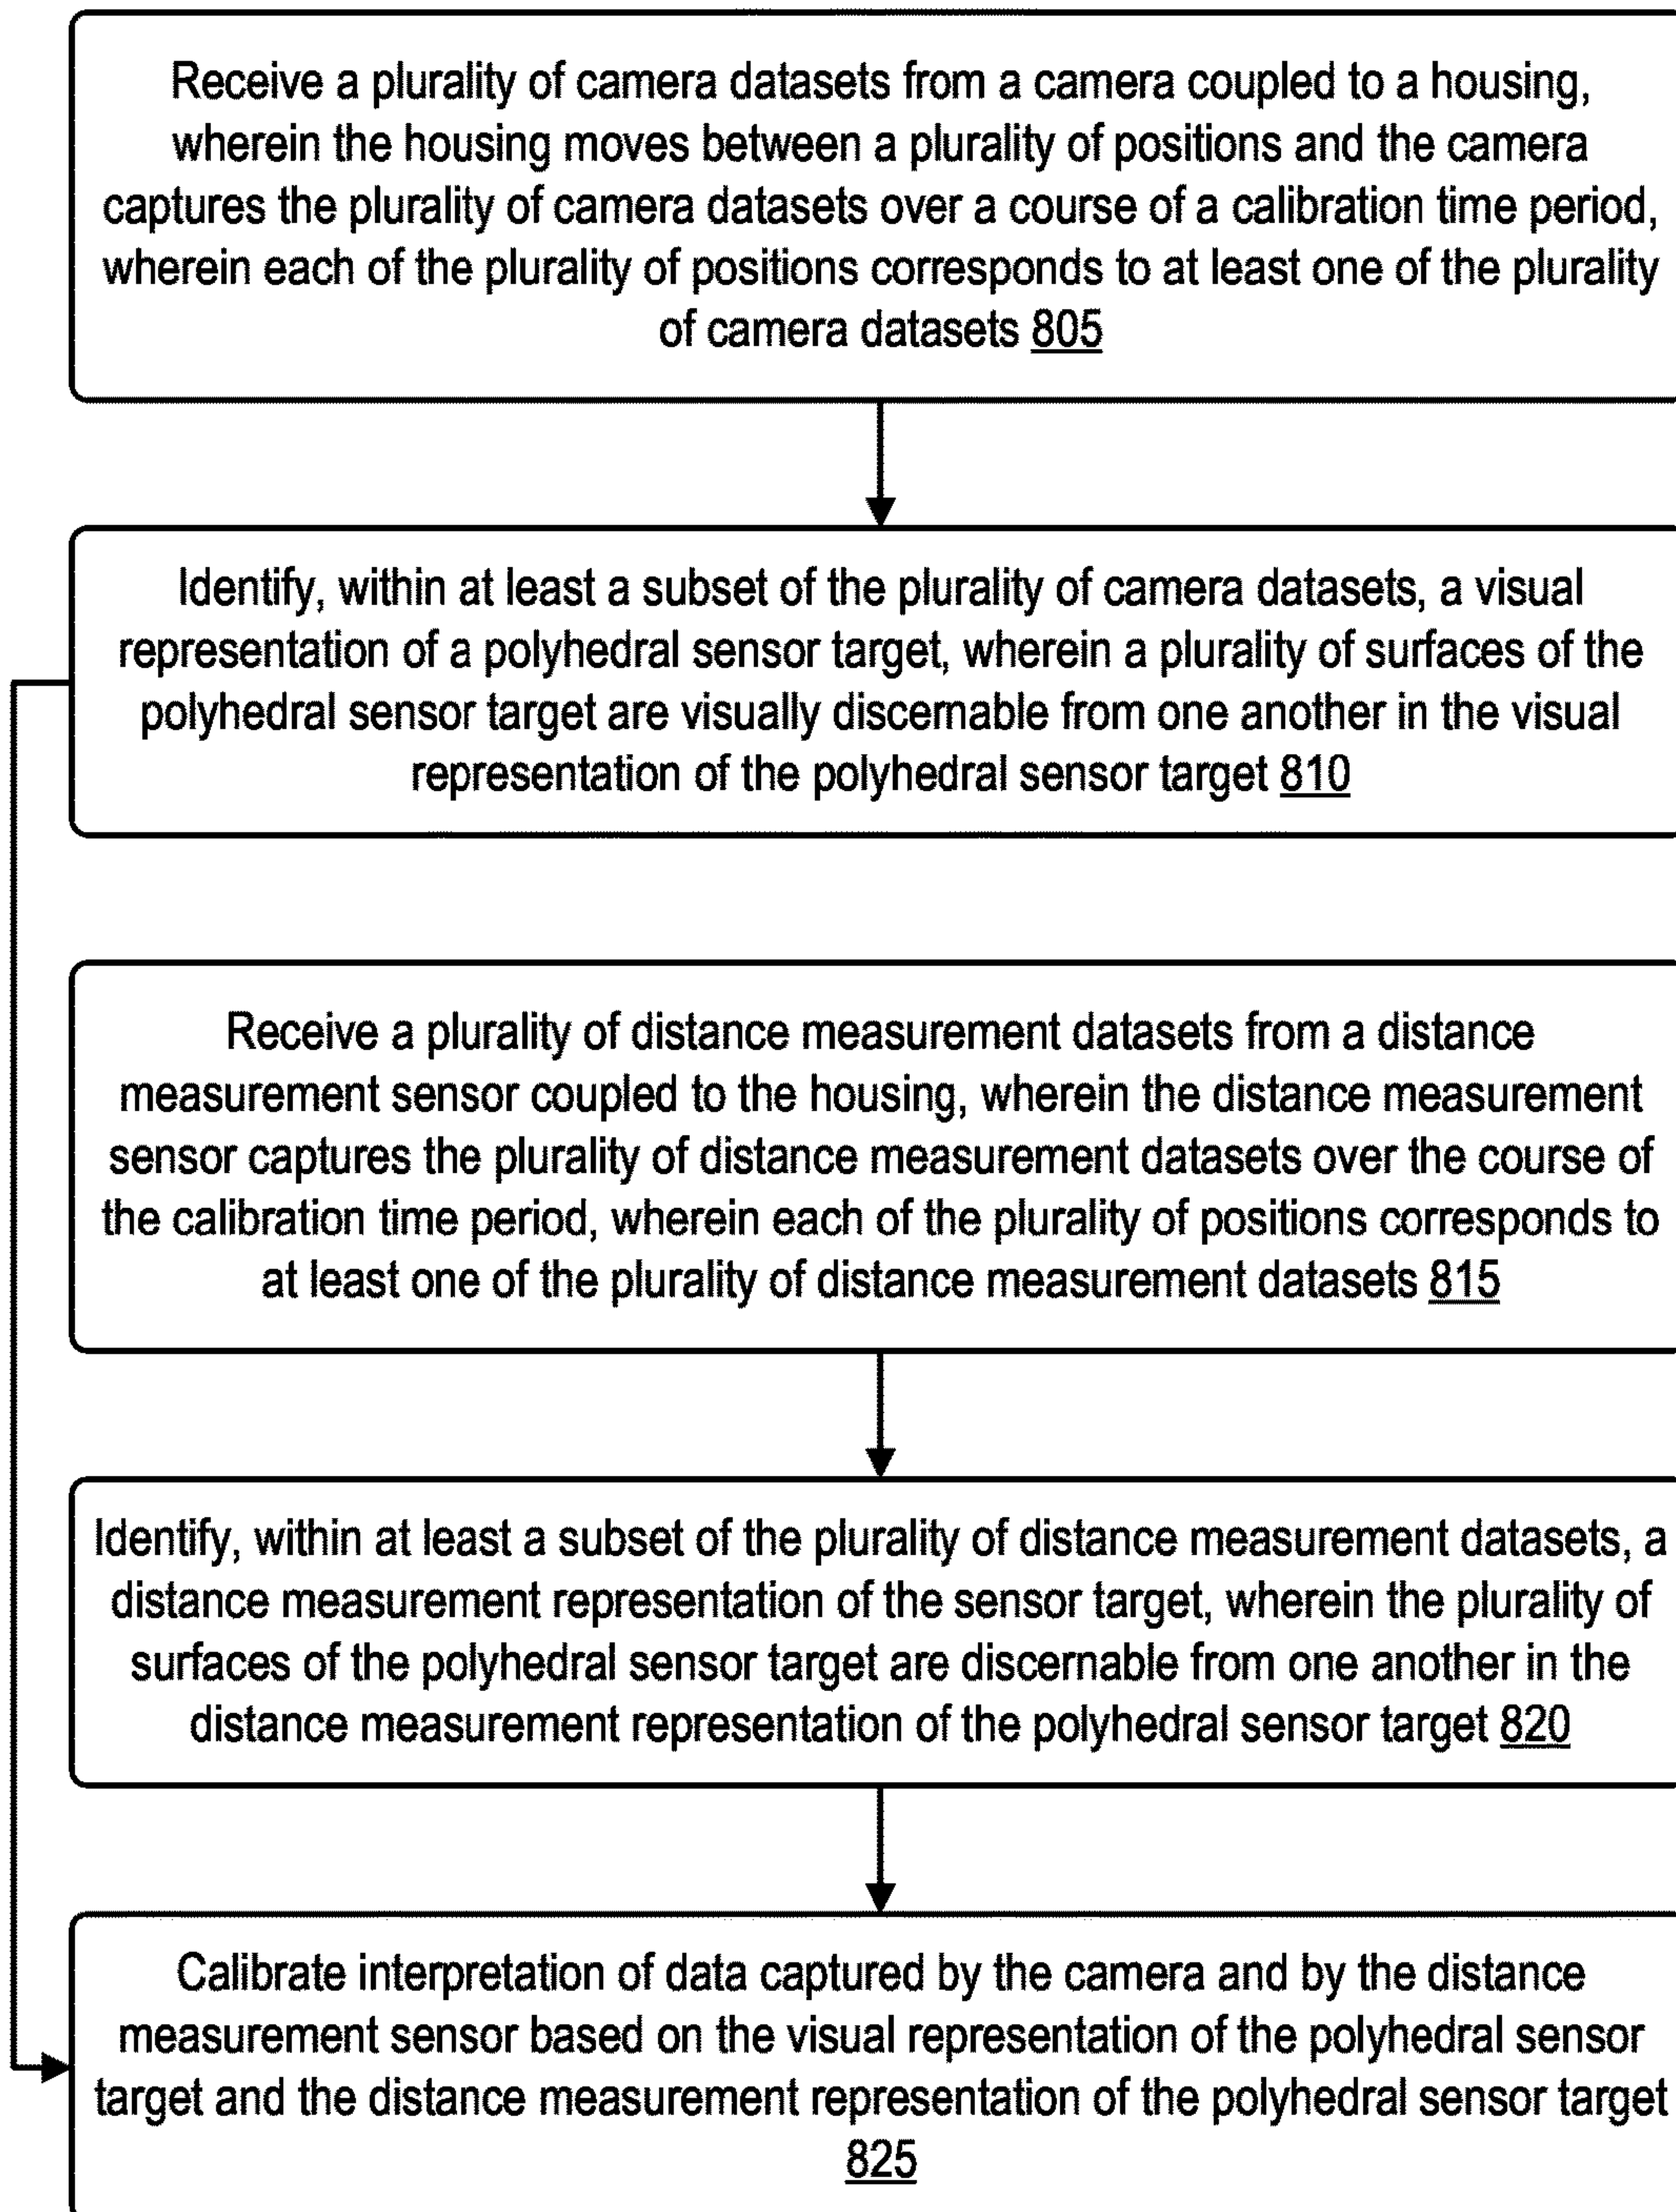 Receive a plurality of camera datasets from a camera coupled to a housing,
wherein the housing moves between a plurality of positions and the camera
captures the plurality of camera datasets over a course of a calibration time period,
wherein each of the plurality of positions corresponds to at least one of the plurality
of camera datasets 805
Identify, within at least a subset of the plurality of camera datasets, a visual
representation of a polyhedral sensor target, wherein a plurality of surfaces of the
polyhedral sensor target are visually discernable from one another in the visual
representation of the polyhedral sensor target 810
Receive a plurality of distance measurement datasets from a distance
measurement sensor coupled to the housing, wherein the distance measurement
sensor captures the plurality of distance measurement datasets over the course of
the calibration time period, wherein each of the plurality of positions corresponds to
at least one of the plurality of distance measurement datasets 815
Identify, within at least a subset of the plurality of distance measurement datasets, a
distance measurement representation of the sensor target, wherein the plurality of
surfaces of the polyhedral sensor target are discernable from one another in the
distance measurement representation of the polyhedral sensor target 820
Calibrate interpretation of data captured by the camera and by the distance
measurement sensor based on the visual representation of the polyhedral sensor
target and the distance measurement representation of the polyhedral sensor target
825